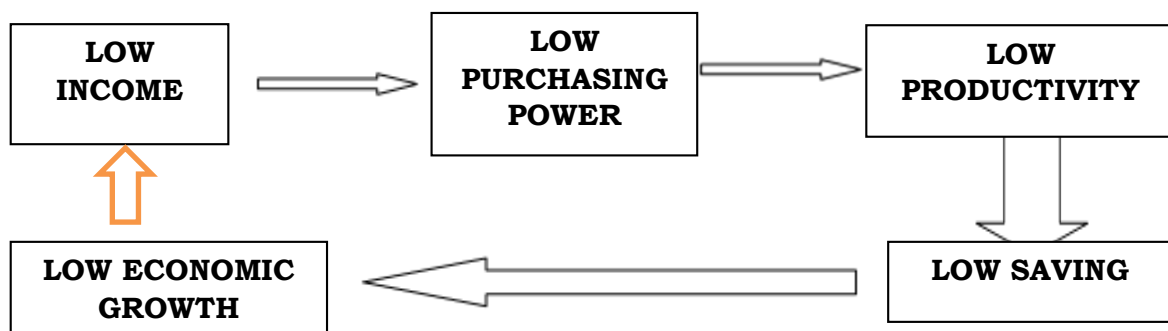 LOW
INCOME
LOW
PURCHASING
POWER
LOW
PRODUCTIVITY
LOW ECONOMIC
GROWTH
LOW SAVING